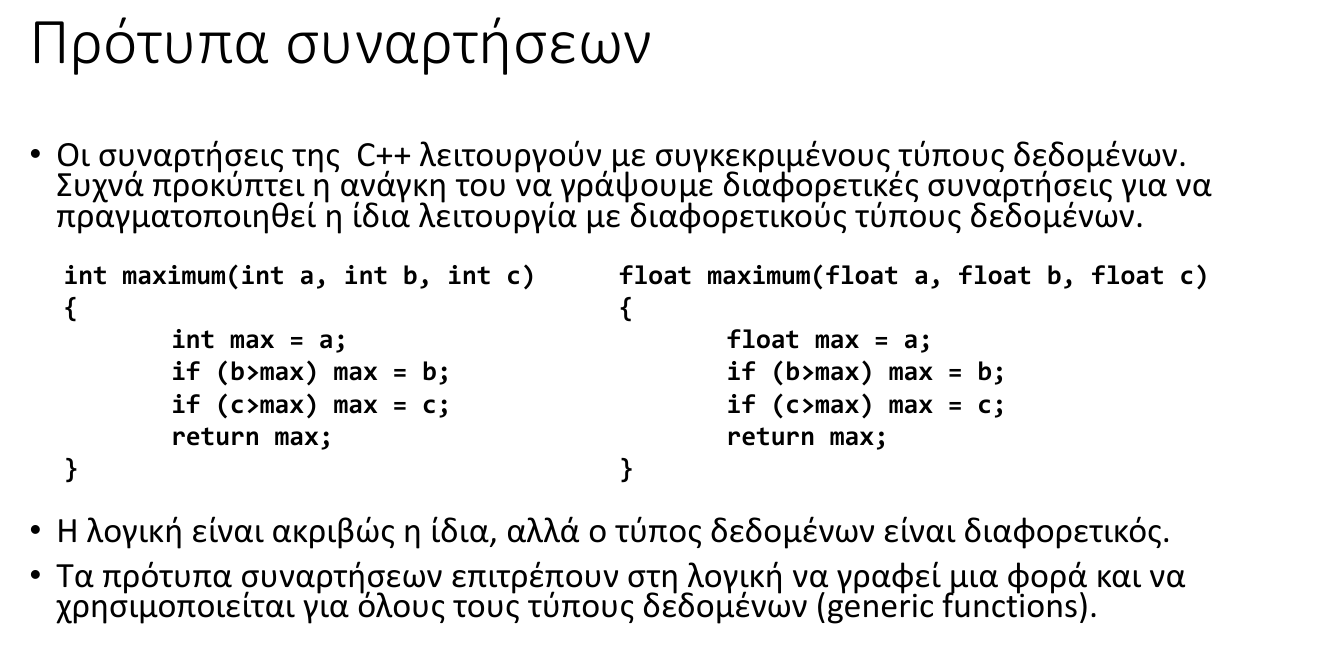 Πρότυπα συναρτήσεων
• Οι συναρτήσεις της C++ λειτουργούν με συγκεκριμένους τύπους δεδομένων.
Συχνά προκύπτει η ανάγκη του να γράψουμε διαφορετικές συναρτήσεις για να
πραγματοποιηθεί η ίδια λειτουργία με διαφορετικούς τύπους δεδομένων.
int maximum(int a, int b, int c)
{
int max = a;
if (b>max) max = b;
if (c>max) max = c;
return max;
}
float maximum(float a, float b, float c)
{
float max = a;
if (b>max) max = b;
if (c>max) max = c;
return max;
}
• Η λογική είναι ακριβώς η ίδια, αλλά ο τύπος δεδομένων είναι διαφορετικός.
• Τα πρότυπα συναρτήσεων επιτρέπουν στη λογική να γραφεί μια φορά και να
χρησιμοποιείται για όλους τους τύπους δεδομένων (generic functions).